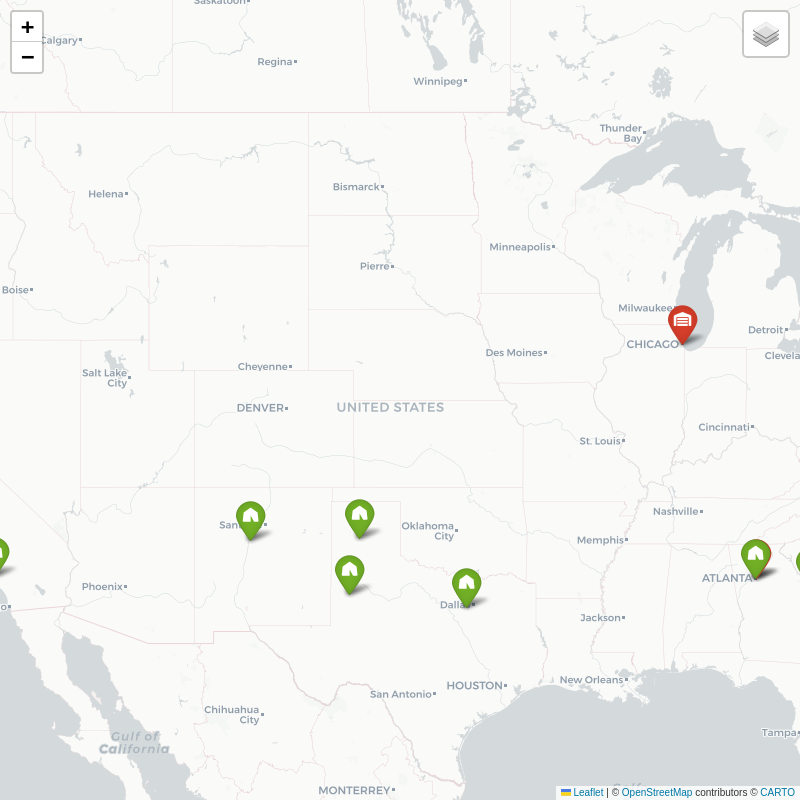 +
−
Saskatoon
Calgary
Regina
Winnipeg
Thunder
Bay
Helena
Bismarck
Minneapolis
Pierre
Boise
Milwaukee
Detroit
CHICAGO
Des Moines
Clevela
Cheyenne
Salt Lake
City
DENVER
UNITED STATES
Cincinnati
St. Louis
Nashville
Oklahoma
City
Memphis
ATLANTA
Phoenix
Dallas
Jackson
New Orleans
HOUSTON
San Antonio
Chihuahua
City
Gulf of
California
Tampa
MONTERREY
Leaflet | © OpenStreetMap contributors © CARTO